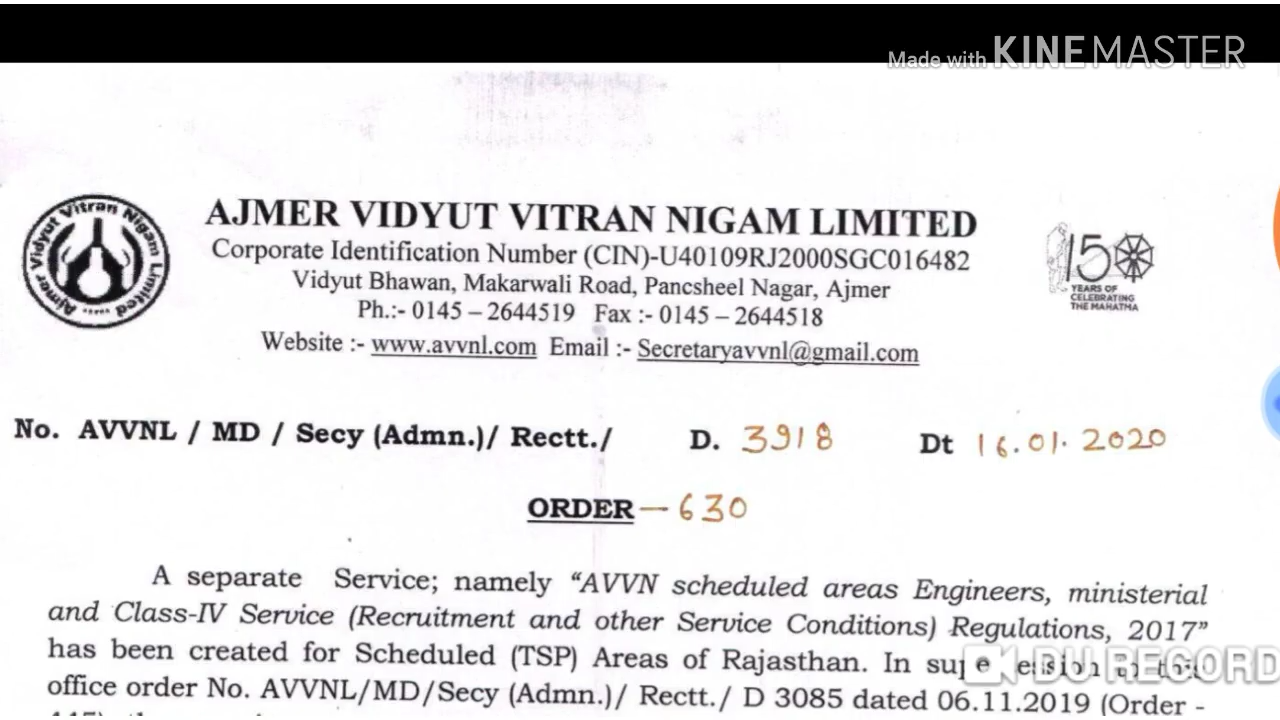 Made with KINEMASTER
Ajmer Vidyut Vitran Nigam Limited
AJMER VIDYUT VITRAN NIGAM LIMITED
Corporate Identification Number (CIN)-U40109RJ2000SGC016482
Vidyut Bhawan, Makarwali Road, Pancsheel Nagar, Ajmer
Ph.:- 0145 – 2644519 Fax :- 0145 – 2644518
Website :- www.avvnl.com Email :- Secretaryavvnl@gmail.com
150
YEARS OF
CELEBRATING
THE MAHATMA
No. AVVNL / MD / Secy (Admn.)/ Rectt./ D. 3918 Dt 16.01.2020
ORDER – 630
A separate Service; namely “AVVN scheduled areas Engineers, ministerial
and Class-IV Service (Recruitment and other Service Conditions) Regulations, 2017”
has been created for Scheduled (TSP) Areas of Rajasthan. In
office order No. AVVNL/MD/Secy (Admn.)/ Rectt./ D 3085 dated 06.11.2019 (Order -
DU RECORD